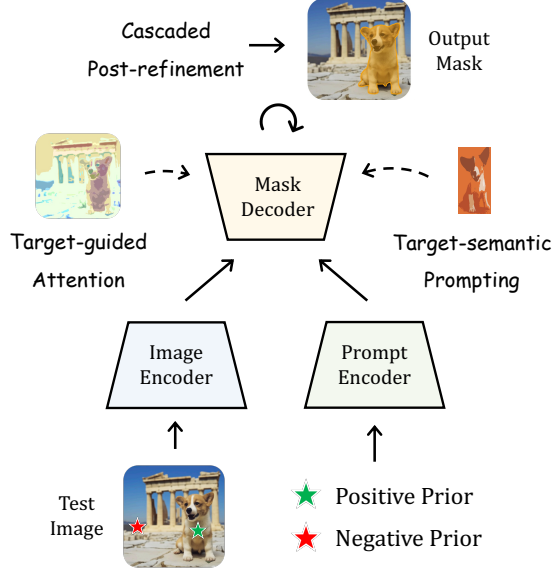 Cascaded
Post-refinement
Output
Mask
Target-guided
Attention
Mask
Decoder
Target-semantic
Prompting
Image
Encoder
Prompt
Encoder
Test
Image
Positive Prior
Negative Prior